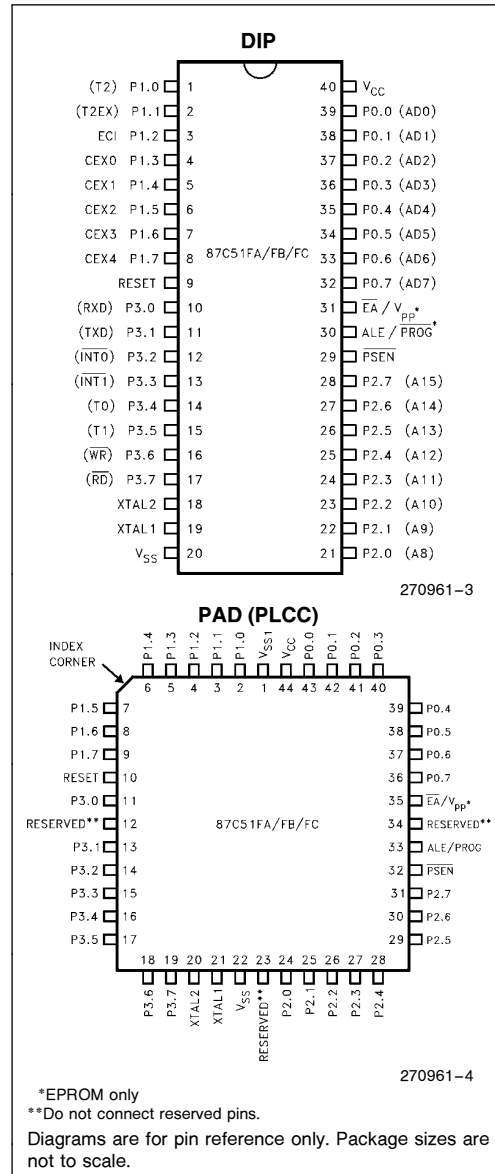 DIP
(T2) P1.0 1 40 VCC
(T2EX) P1.1 2 39 P0.0 (AD0)
ECI P1.2 3 38 P0.1 (AD1)
CEX0 P1.3 4 37 P0.2 (AD2)
CEX1 P1.4 5 36 P0.3 (AD3)
CEX2 P1.5 6 35 P0.4 (AD4)
CEX3 P1.6 7 34 P0.5 (AD5)
87C51FA/FB/FC
CEX4 P1.7 8 33 P0.6 (AD6)
RESET 9 32 P0.7 (AD7)
(RXD) P3.0 10 31 EA / VPP*
(TXD) P3.1 11 30 ALE / PROG*
(INT0) P3.2 12 29 PSEN
(INT1) P3.3 13 28 P2.7 (A15)
(T0) P3.4 14 27 P2.6 (A14)
(T1) P3.5 15 26 P2.5 (A13)
(WR) P3.6 16 25 P2.4 (A12)
(RD) P3.7 17 24 P2.3 (A11)
XTAL2 18 23 P2.2 (A10)
XTAL1 19 22 P2.1 (A9)
VSS 20 21 P2.0 (A8)
270961–3
PAD (PLCC)
INDEX
CORNER
P1.4 P1.3 P1.2 P1.1 P1.0 VSS1 VCC P0.0 P0.1 P0.2 P0.3
6 5 4 3 2 1 44 43 42 41 40
P1.5 7 39 P0.4
P1.6 8 38 P0.5
P1.7 9 37 P0.6
RESET 10 36 P0.7
P3.0 11 35 EA/VPP*
RESERVED** 12 87C51FA/FB/FC 34 RESERVED**
P3.1 13 33 ALE/PROG
P3.2 14 32 PSEN
P3.3 15 31 P2.7
P3.4 16 30 P2.6
P3.5 17 29 P2.5
18 19 20 21 22 23 24 25 26 27 28
P3.6 P3.7 XTAL2 XTAL1 VSS RESERVED** P2.0 P2.1 P2.2 P2.3 P2.4
270961–4
*EPROM only
**Do not connect reserved pins.
Diagrams are for pin reference only. Package sizes are
not to scale.